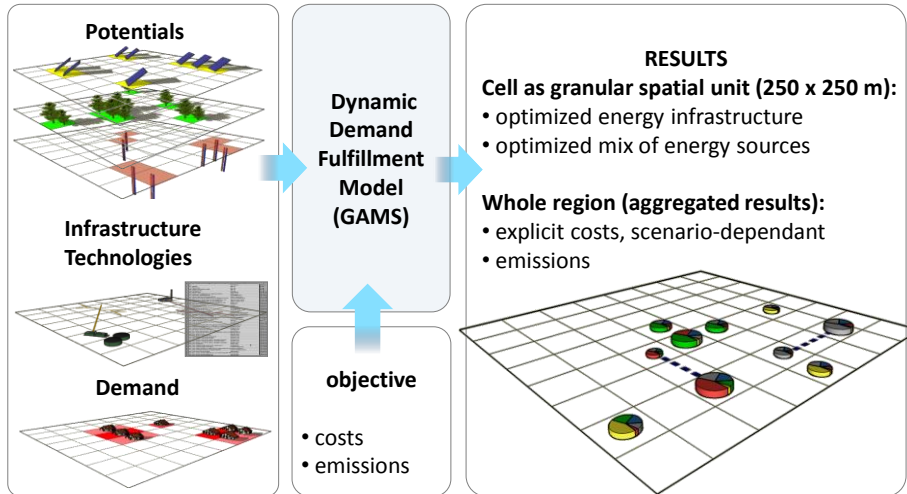 Potentials
Infrastructure
Technologies
Demand
Dynamic
Demand
Fulfillment
Model
(GAMS)
objective
• costs
• emissions
RESULTS
Cell as granular spatial unit (250 x 250 m):
• optimized energy infrastructure
• optimized mix of energy sources
Whole region (aggregated results):
• explicit costs, scenario-dependant
• emissions